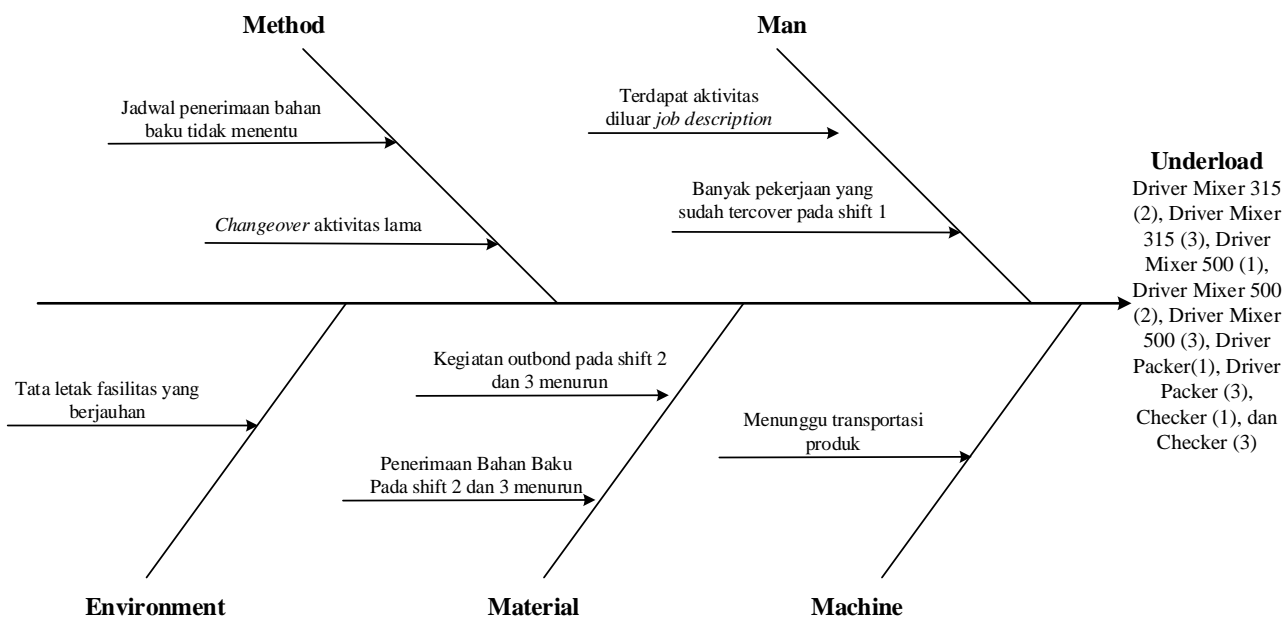 Method
Man
Jadwal penerimaan bahan
baku tidak menentu
Changeover aktivitas lama
Terdapat aktivitas
diluar job description
Banyak pekerjaan yang
sudah tercover pada shift 1
Underload
Driver Mixer 315
(2), Driver Mixer
315 (3), Driver
Mixer 500 (1),
Driver Mixer 500
(2), Driver Mixer
500 (3), Driver
Packer(1), Driver
Packer (3),
Checker (1), dan
Checker (3)
Tata letak fasilitas yang
berjauhan
Kegiatan outbond pada shift 2
dan 3 menurun
Penerimaan Bahan Baku
Pada shift 2 dan 3 menurun
Menunggu transportasi
produk
Environment
Material
Machine